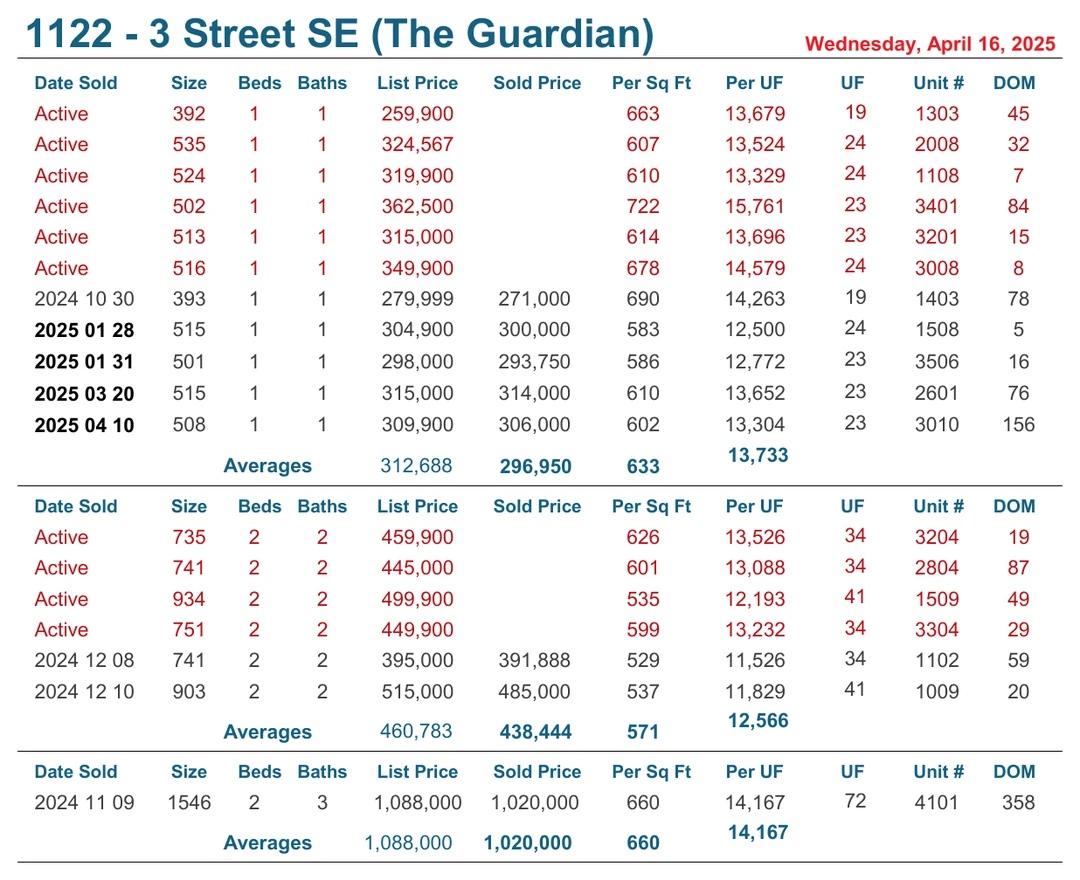 1122 - 3 Street SE (The Guardian) Wednesday, April 16, 2025
Date Sold Size Beds Baths List Price Sold Price Per Sq Ft Per UF UF Unit # DOM
Active 392 1 1 259,900 663 13,679 19 1303 45
Active 535 1 1 324,567 607 13,524 24 2008 32
Active 524 1 1 319,900 610 13,329 24 1108 7
Active 502 1 1 362,500 722 15,761 23 3401 84
Active 513 1 1 315,000 614 13,696 23 3201 15
Active 516 1 1 349,900 678 14,579 24 3008 8
2024 10 30 393 1 1 279,999 271,000 690 14,263 19 1403 78
2025 01 28 515 1 1 304,900 300,000 583 12,500 24 1508 5
2025 01 31 501 1 1 298,000 293,750 586 12,772 23 3506 16
2025 03 20 515 1 1 315,000 314,000 610 13,652 23 2601 76
2025 04 10 508 1 1 309,900 306,000 602 13,304 23 3010 156
Averages 312,688 296,950 633 13,733
Date Sold Size Beds Baths List Price Sold Price Per Sq Ft Per UF UF Unit # DOM
Active 735 2 2 459,900 626 13,526 34 3204 19
Active 741 2 2 445,000 601 13,088 34 2804 87
Active 934 2 2 499,900 535 12,193 41 1509 49
Active 751 2 2 449,900 599 13,232 34 3304 29
2024 12 08 741 2 2 395,000 391,888 529 11,526 34 1102 59
2024 12 10 903 2 2 515,000 485,000 537 11,829 41 1009 20
Averages 460,783 438,444 571 12,566
Date Sold Size Beds Baths List Price Sold Price Per Sq Ft Per UF UF Unit # DOM
2024 11 09 1546 2 3 1,088,000 1,020,000 660 14,167 72 4101 358
Averages 1,088,000 1,020,000 660 14,167